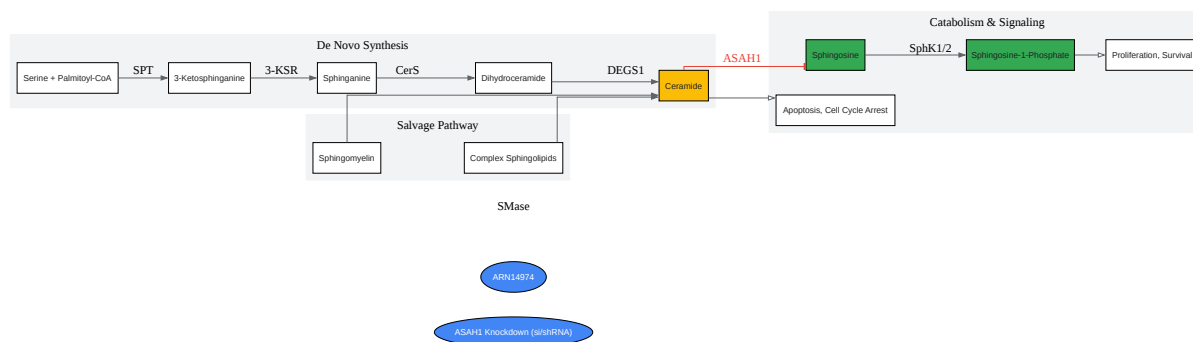 Catabolism & Signaling
De Novo Synthesis
Serine + Palmitoyl-CoA
SPT
3-Ketosphinganine
3-KSR
Sphinganine
CerS
Dihydroceramide
DEGS1
Ceramide
ASAH1
Sphingosine
SphK1/2
Sphingosine-1-Phosphate
Proliferation, Survival
Apoptosis, Cell Cycle Arrest
Salvage Pathway
Sphingomyelin
Complex Sphingolipids
SMase
ARN14974
ASAH1 Knockdown (si/shRNA)